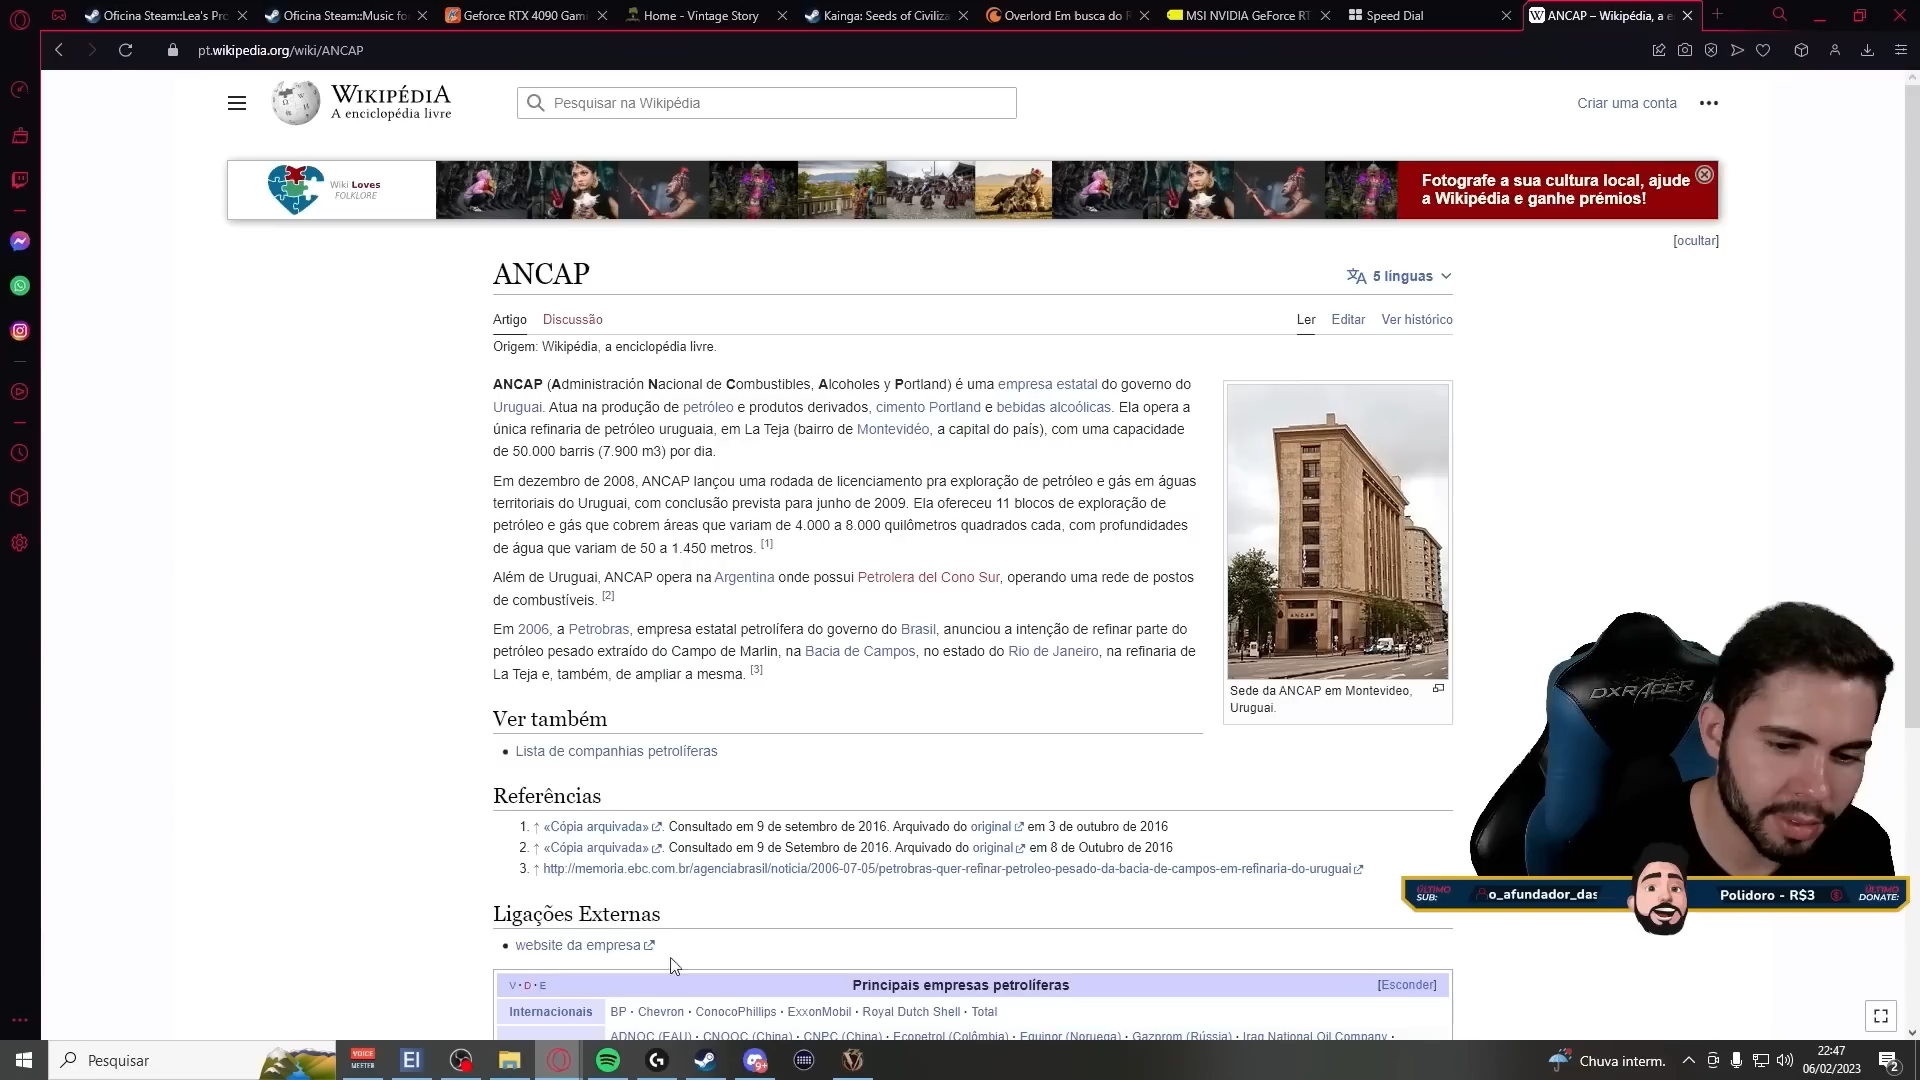 Oficina Steam::Lea's Pro
Oficina Steam::Music fo
Geforce RTX 4090 Gami
Home - Vintage Story
Kainga: Seeds of Civiliza
Overlord Em busca do R
MSI NVIDIA GeForce RT
Speed Dial
ANCAP – Wikipédia, a e
pt.wikipedia.org/wiki/ANCAP
WIKIPÉDIA
A enciclopédia livre
Pesquisar na Wikipédia
Criar uma conta
Wiki Loves
FOLKLORE
Fotografe a sua cultura local, ajude
a Wikipédia e ganhe prémios!
[ocultar]
ANCAP
5 línguas
Artigo Discussão
Ler Editar Ver histórico
Origem: Wikipédia, a enciclopédia livre.
ANCAP (Administración Nacional de Combustibles, Alcoholes y Portland) é uma empresa estatal do governo do
Uruguai. Atua na produção de petróleo e produtos derivados, cimento Portland e bebidas alcoólicas. Ela opera a
única refinaria de petróleo uruguaia, em La Teja (bairro de Montevidéo, a capital do país), com uma capacidade
de 50.000 barris (7.900 m3) por dia.
Em dezembro de 2008, ANCAP lançou uma rodada de licenciamento pra exploração de petróleo e gás em águas
territoriais do Uruguai, com conclusão prevista para junho de 2009. Ela ofereceu 11 blocos de exploração de
petróleo e gás que cobrem áreas que variam de 4.000 a 8.000 quilômetros quadrados cada, com profundidades
de água que variam de 50 a 1.450 metros. [1]
Além de Uruguai, ANCAP opera na Argentina onde possui Petrolera del Cono Sur, operando uma rede de postos
de combustíveis. [2]
Em 2006, a Petrobras, empresa estatal petrolífera do governo do Brasil, anunciou a intenção de refinar parte do
petróleo pesado extraído do Campo de Marlin, na Bacia de Campos, no estado do Rio de Janeiro, na refinaria de
La Teja e, também, de ampliar a mesma. [3]
ANCAP
Sede da ANCAP em Montevideo,
Uruguai.
Ver também
• Lista de companhias petrolíferas
Referências
1. ↑ «Cópia arquivada». Consultado em 9 de setembro de 2016. Arquivado do original em 3 de outubro de 2016
2. ↑ «Cópia arquivada». Consultado em 9 de Setembro de 2016. Arquivado do original em 8 de Outubro de 2016
3. ↑ http://memoria.ebc.com.br/agenciabrasil/noticia/2006-07-05/petrobras-quer-refinar-petroleo-pesado-da-bacia-de-campos-em-refinaria-do-uruguai
Ligações Externas
• website da empresa
V · D · E
Principais empresas petrolíferas
[Esconder]
Internacionais
BP · Chevron · ConocoPhillips · ExxonMobil · Royal Dutch Shell · Total
ADNOC (EAU) · CNOOC (China) · CNPC (China) · Ecopetrol (Colômbia) · Equinor (Noruega) · Gazprom (Rússia) · Iraq National Oil Company ·
DXRACER
ÚLTIMO
SUB:
o_afundador_das
Polidoro - R$3
ÚLTIMO
DONATE:
Pesquisar
VOICE
MEETER
EI
9+
Chuva interm.
22:47
06/02/2023
2